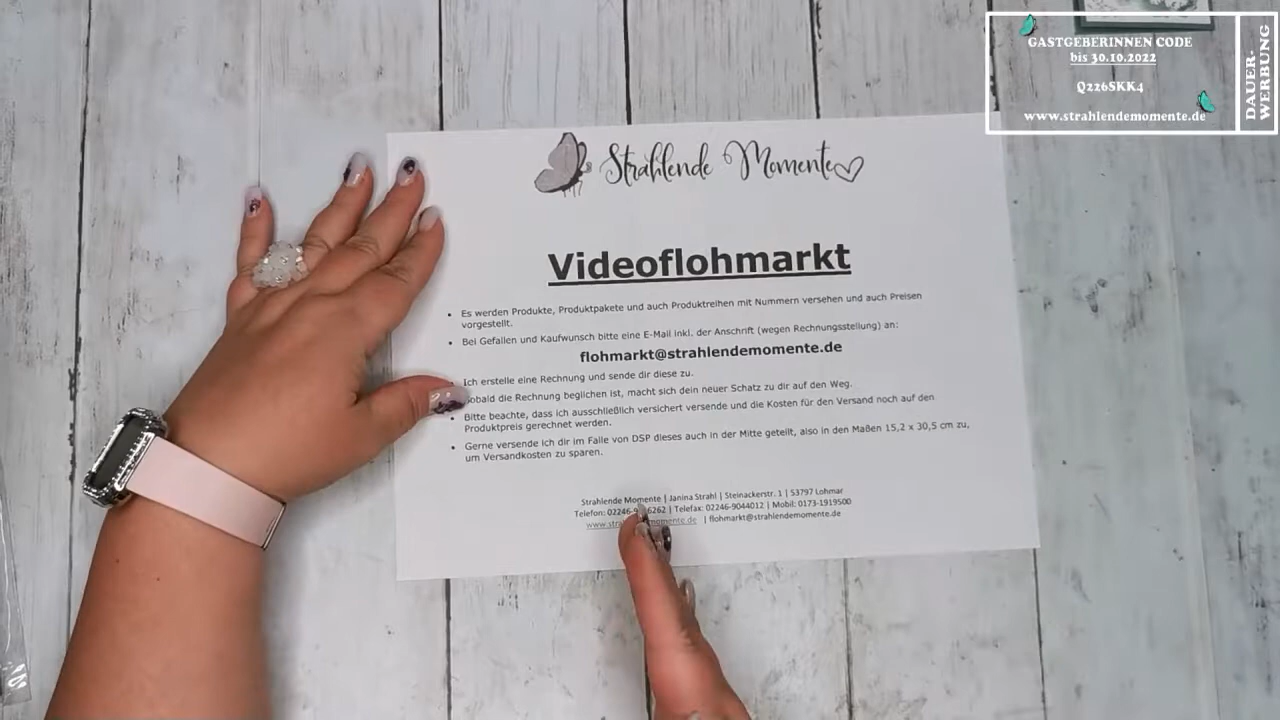 GASTGEBERINNEN CODE
bis 30.10.2022
Q226SKK4
www.strahlendemomente.de
DAUER-
WERBUNG
Strahlende Momente
Videoflohmarkt
• Es werden Produkte, Produktpakete und auch Produktreihen mit Nummern versehen und auch Preisen
vorgestellt.
• Bei Gefallen und Kaufwunsch bitte eine E-Mail inkl. der Anschrift (wegen Rechnungsstellung) an:
flohmarkt@strahlendemomente.de
Ich erstelle eine Rechnung und sende dir diese zu.
obald die Rechnung beglichen ist, macht sich dein neuer Schatz zu dir auf den Weg.
• Bitte beachte, dass ich ausschließlich versichert versende und die Kosten für den Versand noch auf den
Produktpreis gerechnet werden.
• Gerne versende ich dir im Falle von DSP dieses auch in der Mitte geteilt, also in den Maßen 15,2 x 30,5 cm zu,
um Versandkosten zu sparen.
Strahlende Momente | Janina Strahl | Steinackerstr. 1 | 53797 Lohmar
Telefon: 02246-9 6262 | Telefax: 02246-9044012 | Mobil: 0173-1919500
www.stra momente.de | flohmarkt@strahlendemomente.de